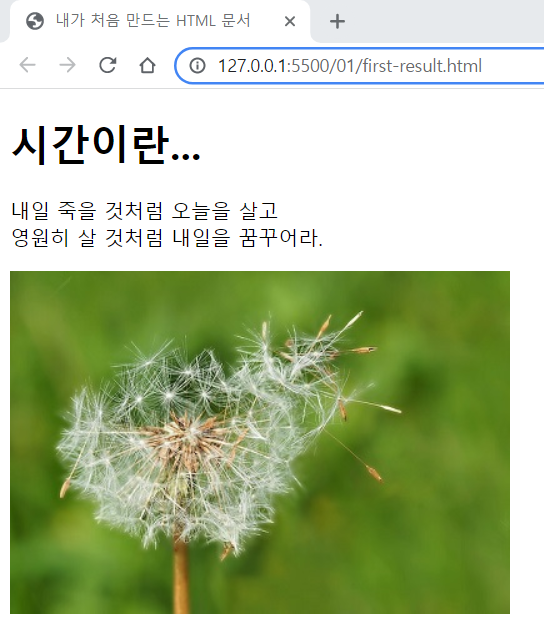 내가 처음 만드는 HTML 문서
127.0.0.1:5500/01/first-result.html
시간이란...
내일 죽을 것처럼 오늘을 살고
영원히 살 것처럼 내일을 꿈꾸어라.